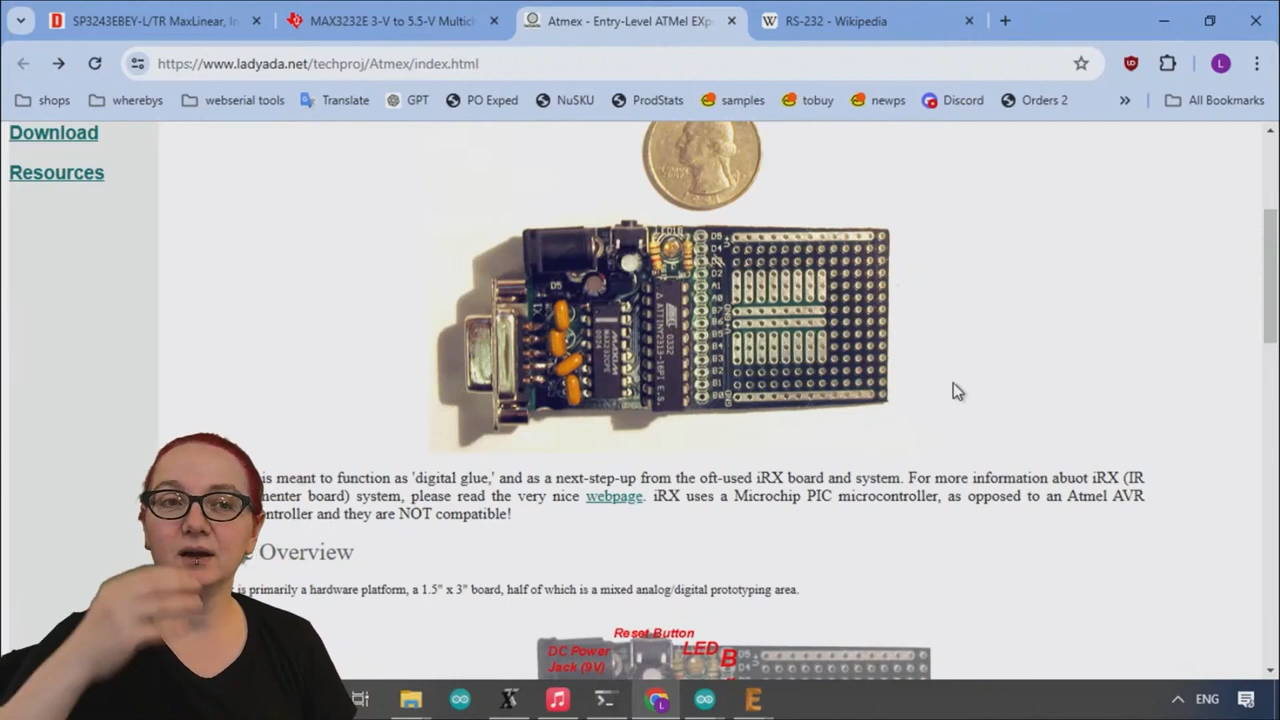 SP3243EBEY-L/TR MaxLinear, In
MAX3232E 3-V to 5.5-V Multich
Atmex - Entry-Level ATMel EXp
RS-232 - Wikipedia
https://www.ladyada.net/techproj/Atmex/index.html
shops
wherebys
webserial tools
Translate
GPT
PO Exped
NuSKU
ProdStats
samples
tobuy
newps
Discord
Orders 2
All Bookmarks
Download
Resources
is meant to function as 'digital glue,' and as a next-step-up from the oft-used iRX board and system. For more information abuot iRX (IR
menter board) system, please read the very nice webpage. iRX uses a Microchip PIC microcontroller, as opposed to an Atmel AVR
controller and they are NOT compatible!
Overview
is primarily a hardware platform, a 1.5" x 3" board, half of which is a mixed analog/digital prototyping area.
Reset Button
DC Power
Jack (9V)
LED
B
ENG